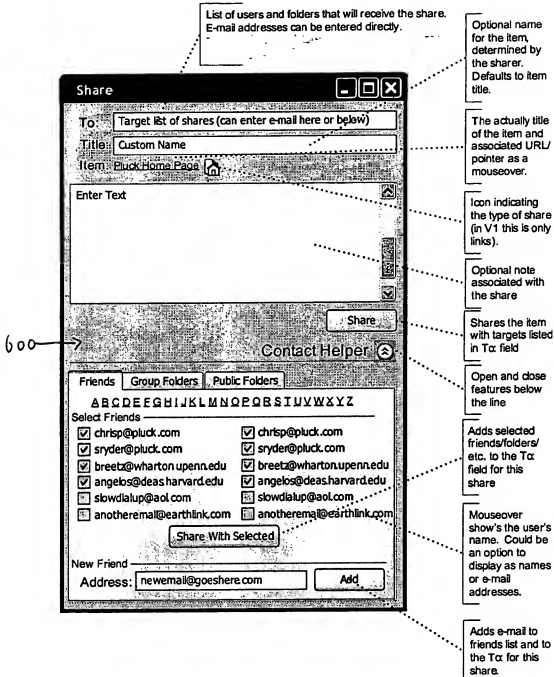 List of users and folders that will receive the share.
E-mail addresses can be entered directly.
Optional name
for the item,
determined by
the sharer.
Defaults to item
title.
Share
To: Target list of shares (can enter e-mail here or below)
Title: Custom Name
Item: Pluck Home Page
The actually title
of the item and
associated URL/
pointer as a
mouseover.
Enter Text
Icon indicating
the type of share
(in V1 this is only
links).
Optional note
associated with
the share
Share
Shares the item
with targets listed
in To: field
600
Contact Helper
Open and close
features below
the line
Friends Group Folders Public Folders
A B C D E F G H I J K L M N O P Q R S T U V W X Y Z
Select Friends
chrisp@pluck.com chrisp@pluck.com
sryder@pluck.com sryder@pluck.com
breetz@wharton.upenn.edu breetz@wharton.upenn.edu
angelos@deas.harvard.edu angelos@deas.harvard.edu
slowdialup@aol.com slowdialup@aol.com
anotheremail@earthlink.com anotheremail@earthlink.com
Share With Selected
Adds selected
friends/folders/
etc. to the To:
field for this
share
Mouseover
show's the user's
name. Could be
an option to
display as names
or e-mail
addresses.
New Friend
Address: newemail@goeshere.com Add
Adds e-mail to
friends list and to
the To: for this
share.